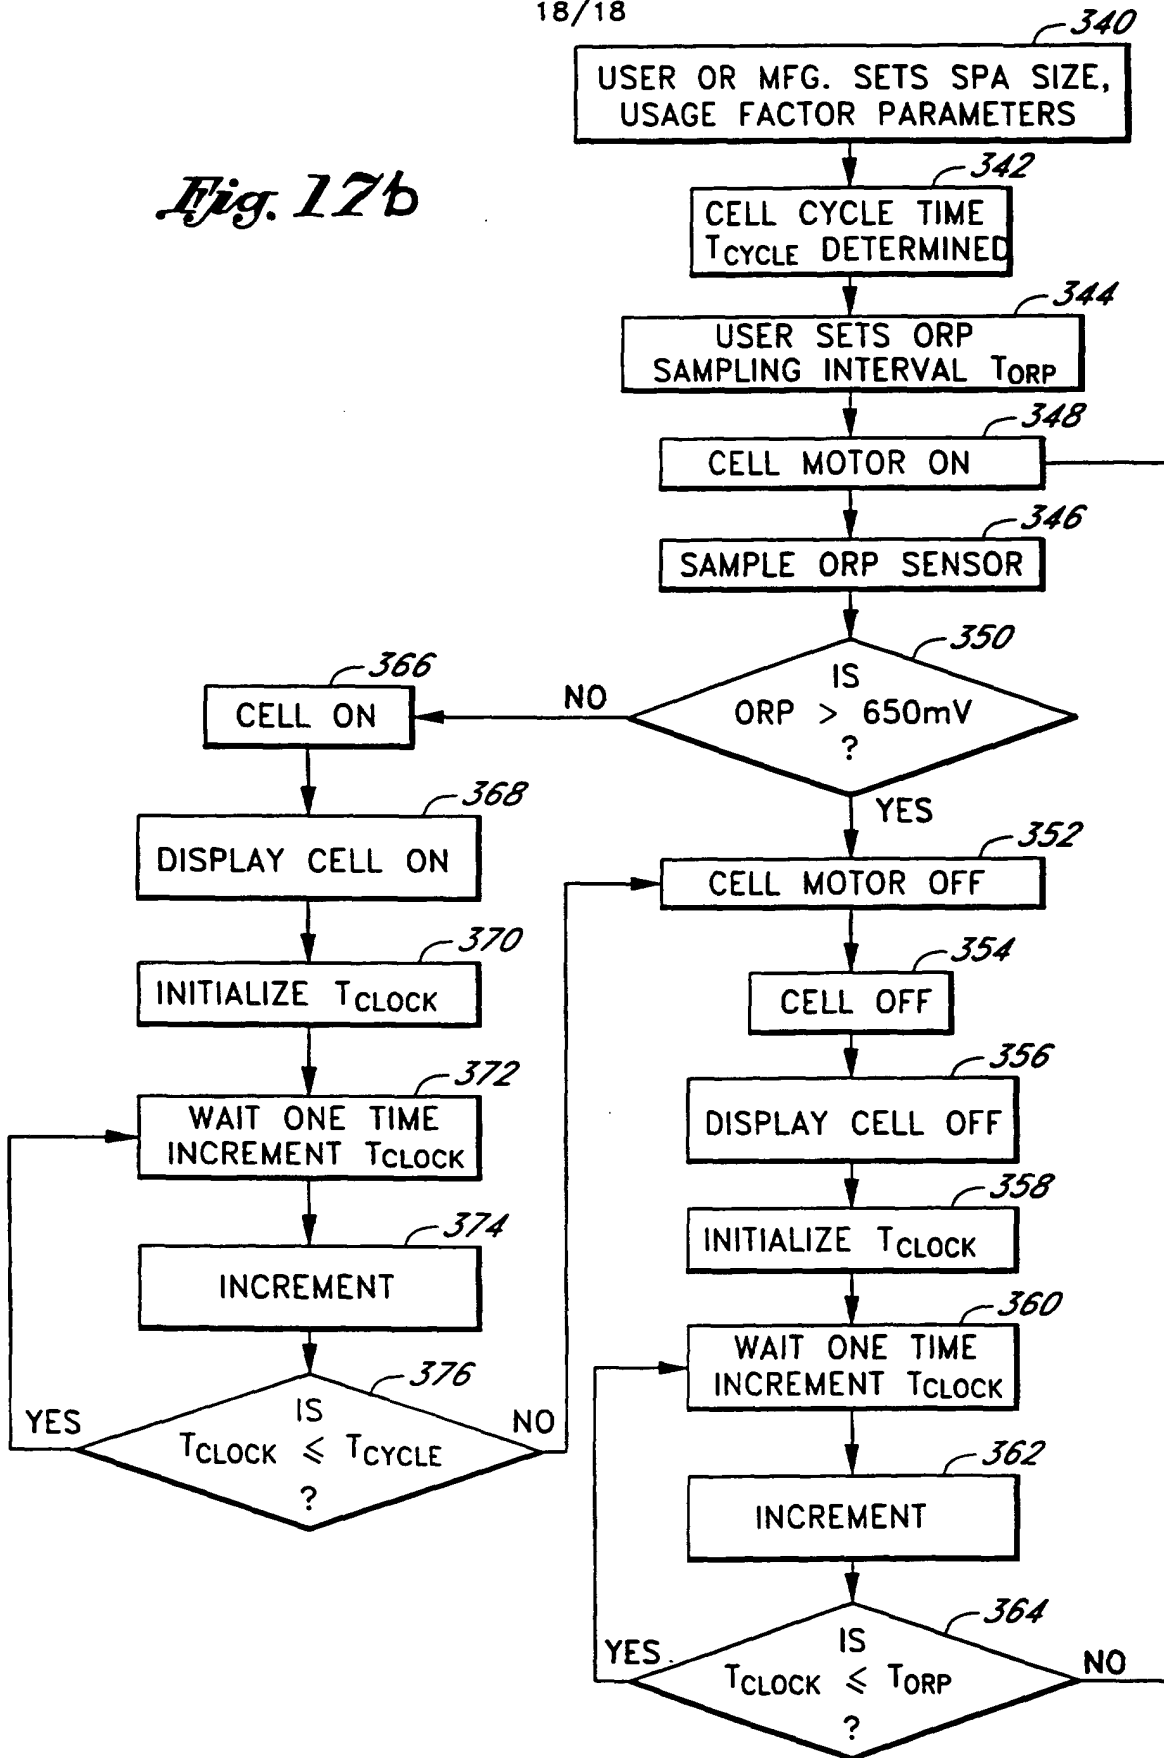 18/18
Fig. 17b
340
USER OR MFG. SETS SPA SIZE,
USAGE FACTOR PARAMETERS
342
CELL CYCLE TIME
TCYCLE DETERMINED
344
USER SETS ORP
SAMPLING INTERVAL TORP
348
CELL MOTOR ON
346
SAMPLE ORP SENSOR
350
IS
ORP > 650mV
?
NO
YES
366
CELL ON
368
DISPLAY CELL ON
370
INITIALIZE TCLOCK
372
WAIT ONE TIME
INCREMENT TCLOCK
374
INCREMENT
376
IS
TCLOCK ⩽ TCYCLE
?
YES
NO
352
CELL MOTOR OFF
354
CELL OFF
356
DISPLAY CELL OFF
358
INITIALIZE TCLOCK
360
WAIT ONE TIME
INCREMENT TCLOCK
362
INCREMENT
364
IS
TCLOCK ⩽ TORP
?
YES
NO